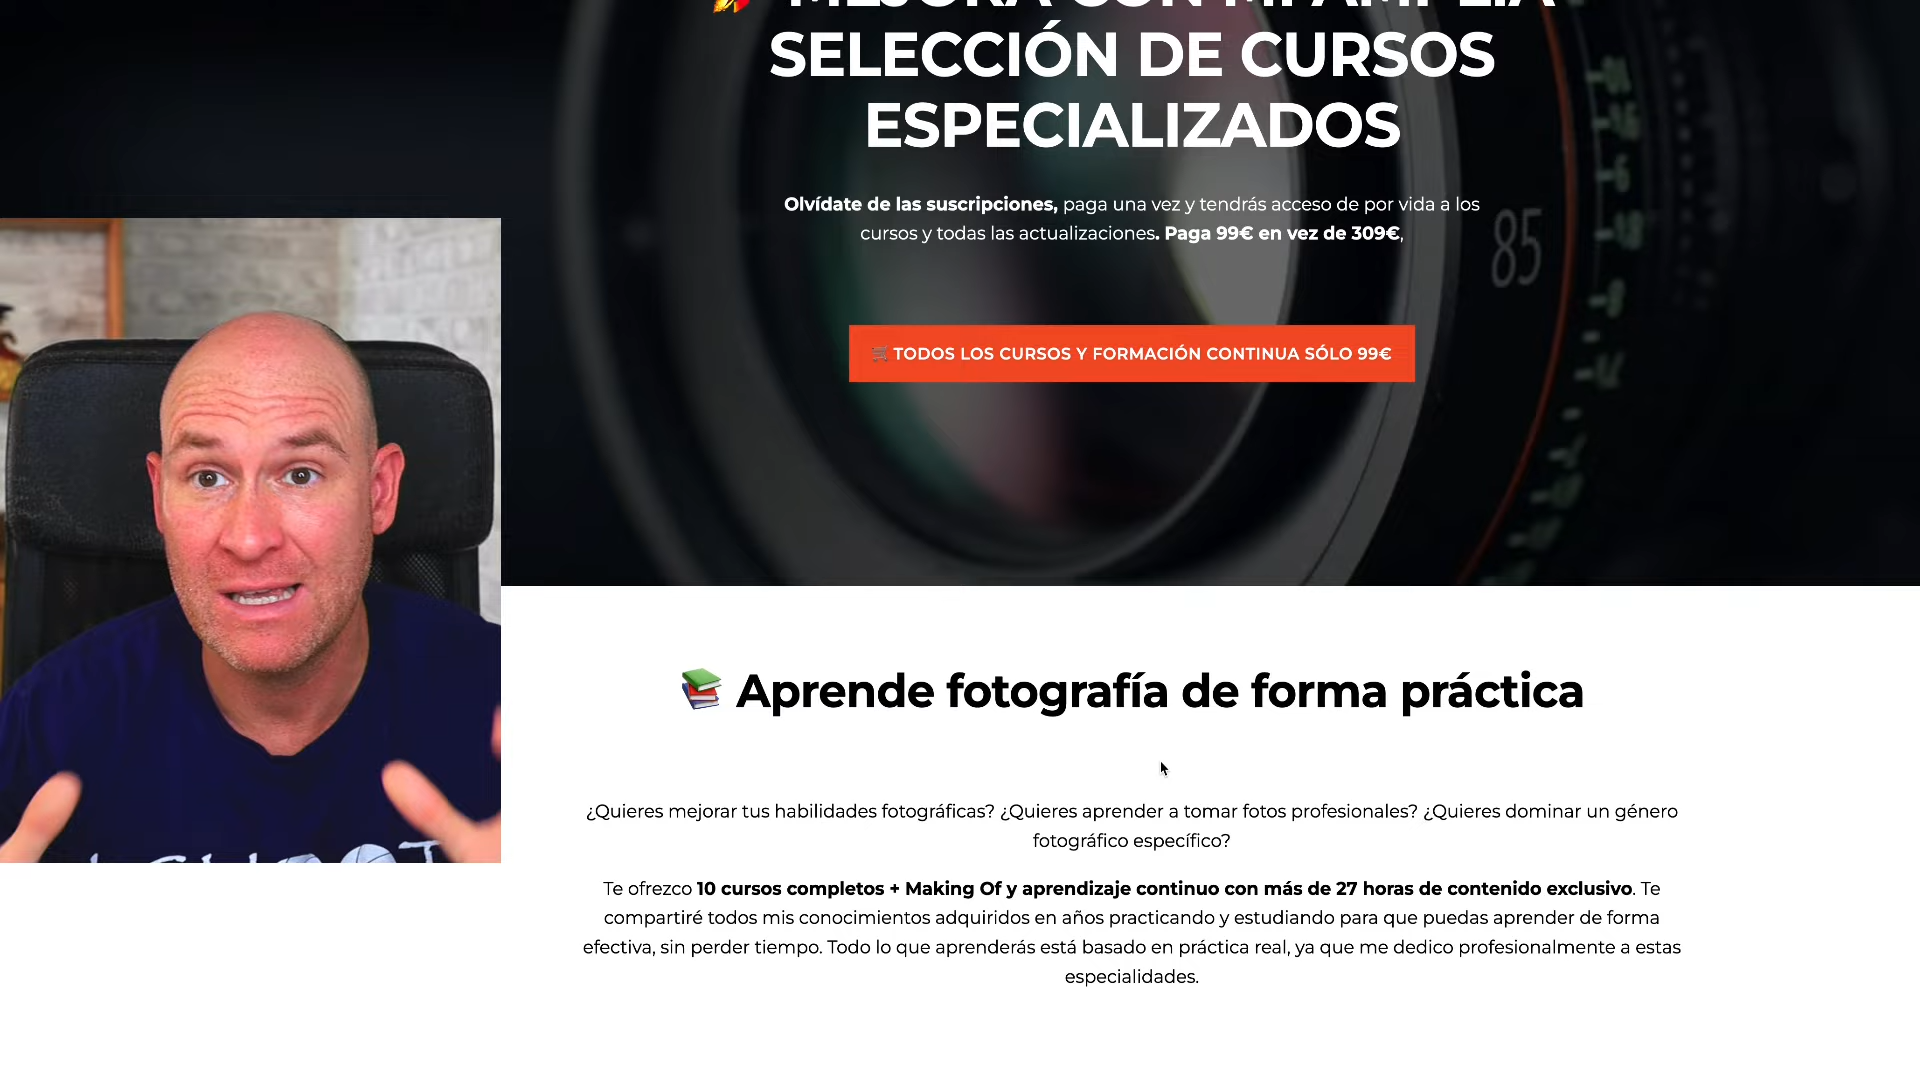 MEJORA CON MI AMPLIA
SELECCIÓN DE CURSOS
ESPECIALIZADOS
Olvídate de las suscripciones, paga una vez y tendrás acceso de por vida a los
cursos y todas las actualizaciones. Paga 99€ en vez de 309€,
85
TODOS LOS CURSOS Y FORMACIÓN CONTINUA SÓLO 99€
Aprende fotografía de forma práctica
¿Quieres mejorar tus habilidades fotográficas? ¿Quieres aprender a tomar fotos profesionales? ¿Quieres dominar un género
fotográfico específico?
Te ofrezco 10 cursos completos + Making Of y aprendizaje continuo con más de 27 horas de contenido exclusivo. Te
compartiré todos mis conocimientos adquiridos en años practicando y estudiando para que puedas aprender de forma
efectiva, sin perder tiempo. Todo lo que aprenderás está basado en práctica real, ya que me dedico profesionalmente a estas
especialidades.